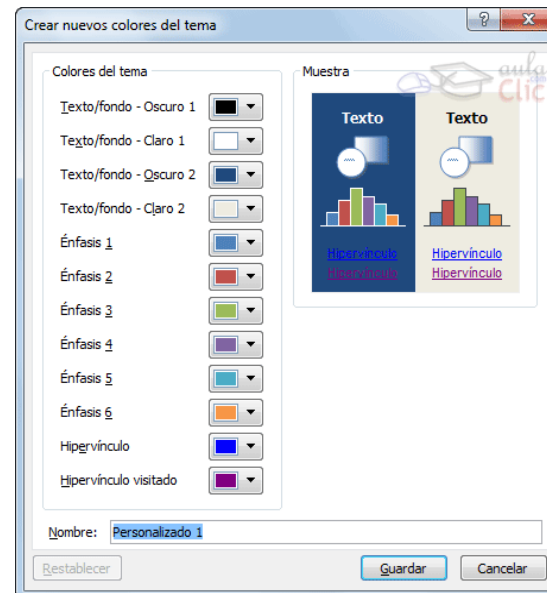 Crear nuevos colores del tema
aula
Clic
Colores del tema
Texto/fondo - Oscuro 1
Texto/fondo - Claro 1
Texto/fondo - Oscuro 2
Texto/fondo - Claro 2
Énfasis 1
Énfasis 2
Énfasis 3
Énfasis 4
Énfasis 5
Énfasis 6
Hipervínculo
Hipervínculo visitado
Muestra
Texto
Hipervínculo
Hipervínculo
Texto
Hipervínculo
Hipervínculo
Nombre: Personalizado 1
Restablecer
Guardar
Cancelar